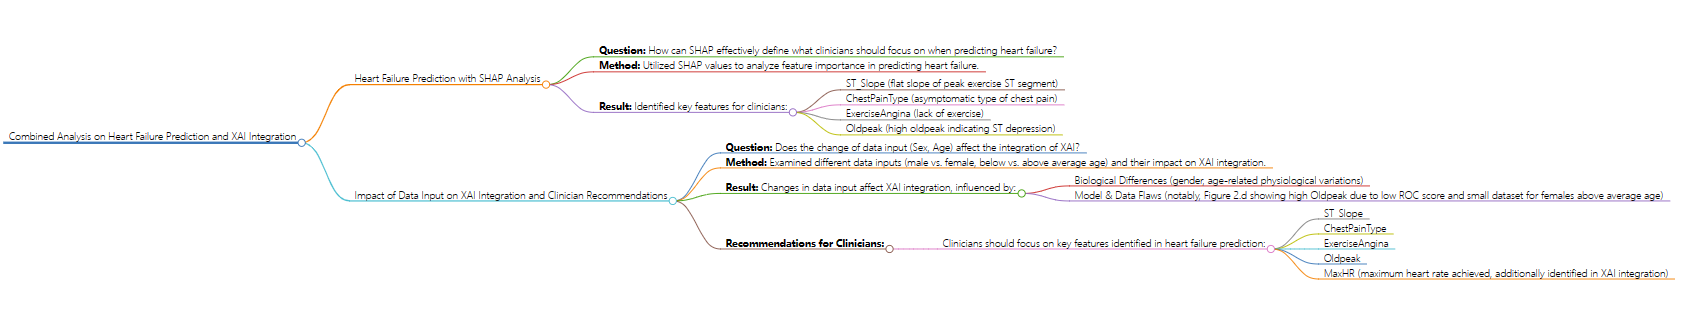 Combined Analysis on Heart Failure Prediction and XAI Integration
Heart Failure Prediction with SHAP Analysis
Question: How can SHAP effectively define what clinicians should focus on when predicting heart failure?
Method: Utilized SHAP values to analyze feature importance in predicting heart failure.
Result: Identified key features for clinicians:
ST_Slope (flat slope of peak exercise ST segment)
ChestPainType (asymptomatic type of chest pain)
ExerciseAngina (lack of exercise)
Oldpeak (high oldpeak indicating ST depression)
Impact of Data Input on XAI Integration and Clinician Recommendations
Question: Does the change of data input (Sex, Age) affect the integration of XAI?
Method: Examined different data inputs (male vs. female, below vs. above average age) and their impact on XAI integration.
Result: Changes in data input affect XAI integration, influenced by:
Biological Differences (gender, age-related physiological variations)
Model & Data Flaws (notably, Figure 2.d showing high Oldpeak due to low ROC score and small dataset for females above average age)
Recommendations for Clinicians:
Clinicians should focus on key features identified in heart failure prediction:
ST_Slope
ChestPainType
ExerciseAngina
Oldpeak
MaxHR (maximum heart rate achieved, additionally identified in XAI integration)